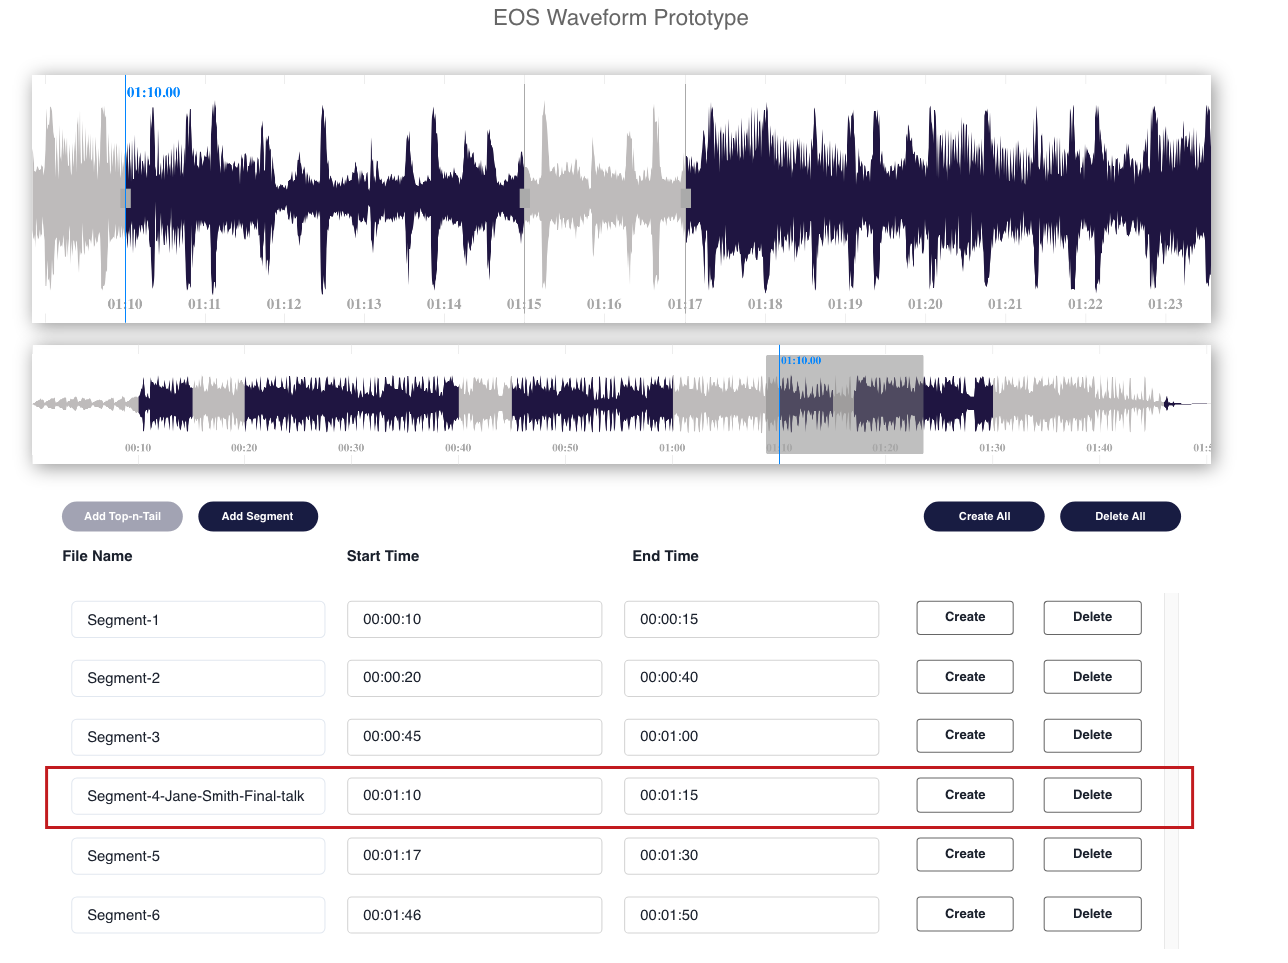 EOS Waveform Prototype
01:10.00
01:10 01:11 01:12 01:13 01:14 01:15 01:16 01:17 01:18 01:19 01:20 01:21 01:22 01:23
01:10.00
00:10 00:20 00:30 00:40 00:50 01:00 01:10 01:20 01:30 01:40
Add Top-n-Tail Add Segment Create All Delete All
File Name Start Time End Time
Segment-1 00:00:10 00:00:15 Create Delete
Segment-2 00:00:20 00:00:40 Create Delete
Segment-3 00:00:45 00:01:00 Create Delete
Segment-4-Jane-Smith-Final-talk 00:01:10 00:01:15 Create Delete
Segment-5 00:01:17 00:01:30 Create Delete
Segment-6 00:01:46 00:01:50 Create Delete